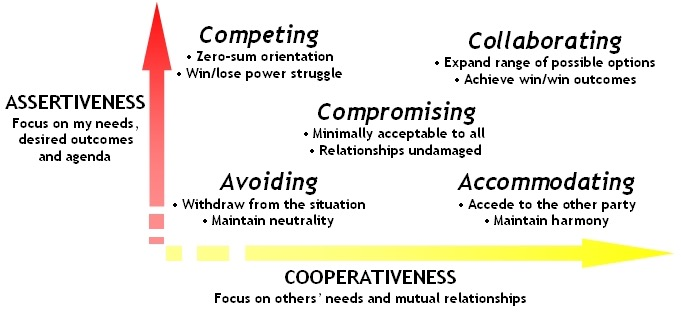 Competing
• Zero-sum orientation
• Win/lose power struggle
Collaborating
• Expand range of possible options
• Achieve win/win outcomes
ASSERTIVENESS
Focus on my needs,
desired outcomes
and agenda
Compromising
• Minimally acceptable to all
• Relationships undamaged
Avoiding
• Withdraw from the situation
• Maintain neutrality
Accommodating
• Accede to the other party
• Maintain harmony
COOPERATIVENESS
Focus on others' needs and mutual relationships